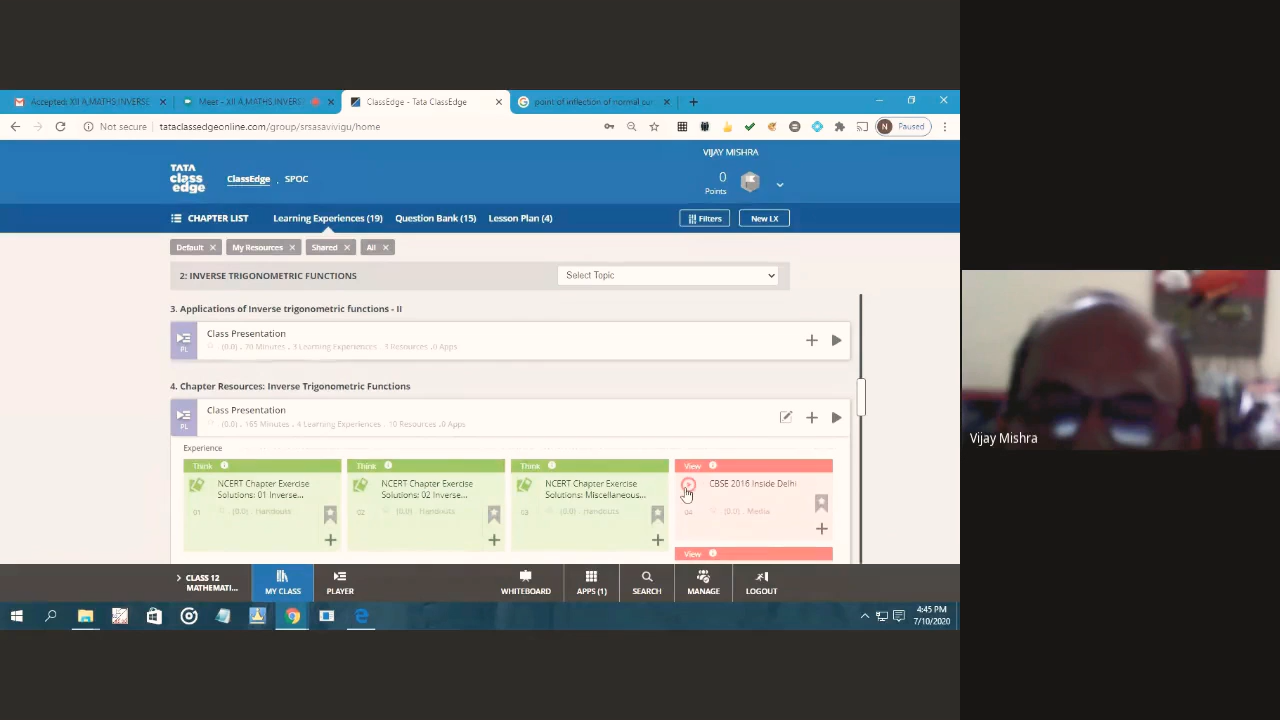 Accepted: XII A,MATHS,INVERSE
Meet - XII A,MATHS,INVERS
ClassEdge - Tata ClassEdge
point of inflection of normal cur
Not secure
tataclassedgeonline.com/group/srsasavivigu/home
N Paused
VIJAY MISHRA
TATA
class
edge
ClassEdge
SPOC
0
Points
CHAPTER LIST
Learning Experiences (19)
Question Bank (15)
Lesson Plan (4)
Filters
New LX
Default
My Resources
Shared
All
2: INVERSE TRIGONOMETRIC FUNCTIONS
Select Topic
3. Applications of Inverse trigonometric functions - II
PL
Class Presentation
(0.0) . 70 Minutes . 3 Learning Experiences . 3 Resources .0 Apps
4. Chapter Resources: Inverse Trigonometric Functions
PL
Class Presentation
(0.0) . 165 Minutes . 4 Learning Experiences . 10 Resources .0 Apps
Experience
Think
NCERT Chapter Exercise
Solutions: 01 Inverse...
01 . (0.0) . Handouts
Think
NCERT Chapter Exercise
Solutions: 02 Inverse...
02 . (0.0) . Handouts
Think
NCERT Chapter Exercise
Solutions: Miscellaneous...
03 . (0.0) . Handouts
View
CBSE 2016 Inside Delhi
04 . (0.0) . Media
View
CLASS 12
MATHEMATI...
MY CLASS
PLAYER
WHITEBOARD
APPS (1)
SEARCH
MANAGE
LOGOUT
4:45 PM
7/10/2020
Vijay Mishra